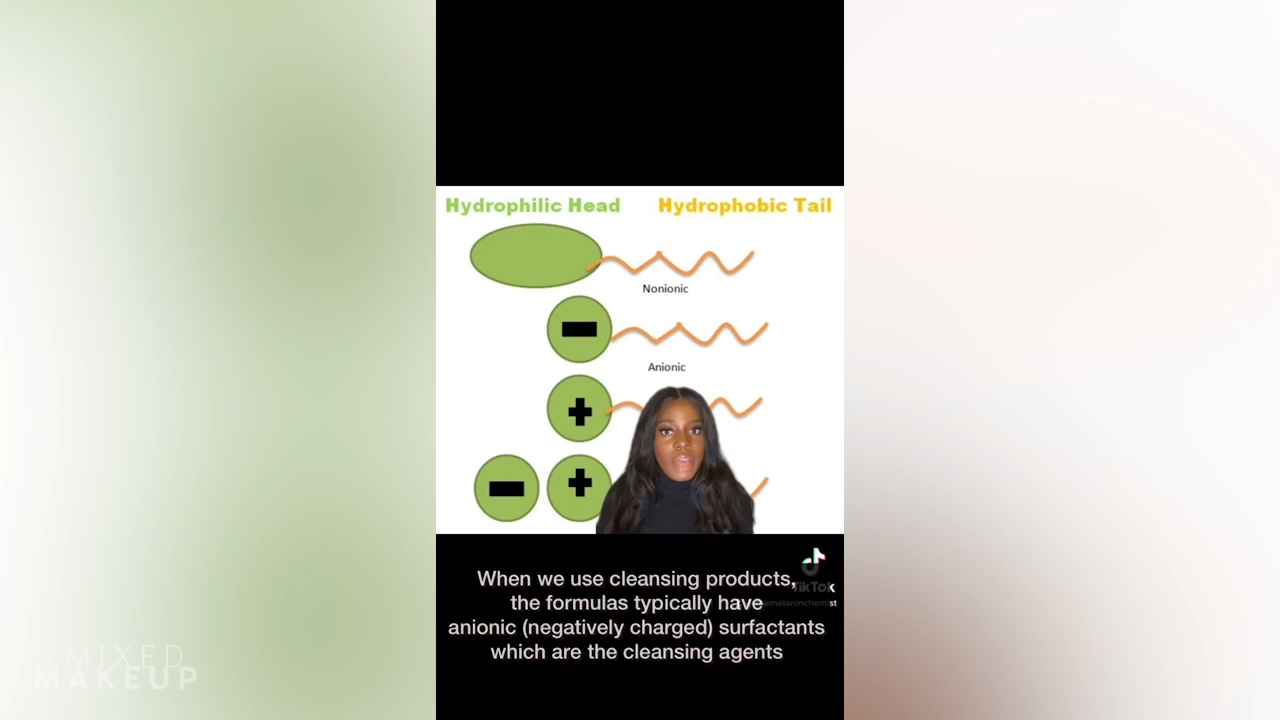 Hydrophilic Head
Hydrophobic Tail
Nonionic
Anionic
When we use cleansing products,
the formulas typically have
anionic (negatively charged) surfactants
which are the cleansing agents
TikTok
MIXED
MAKEUP